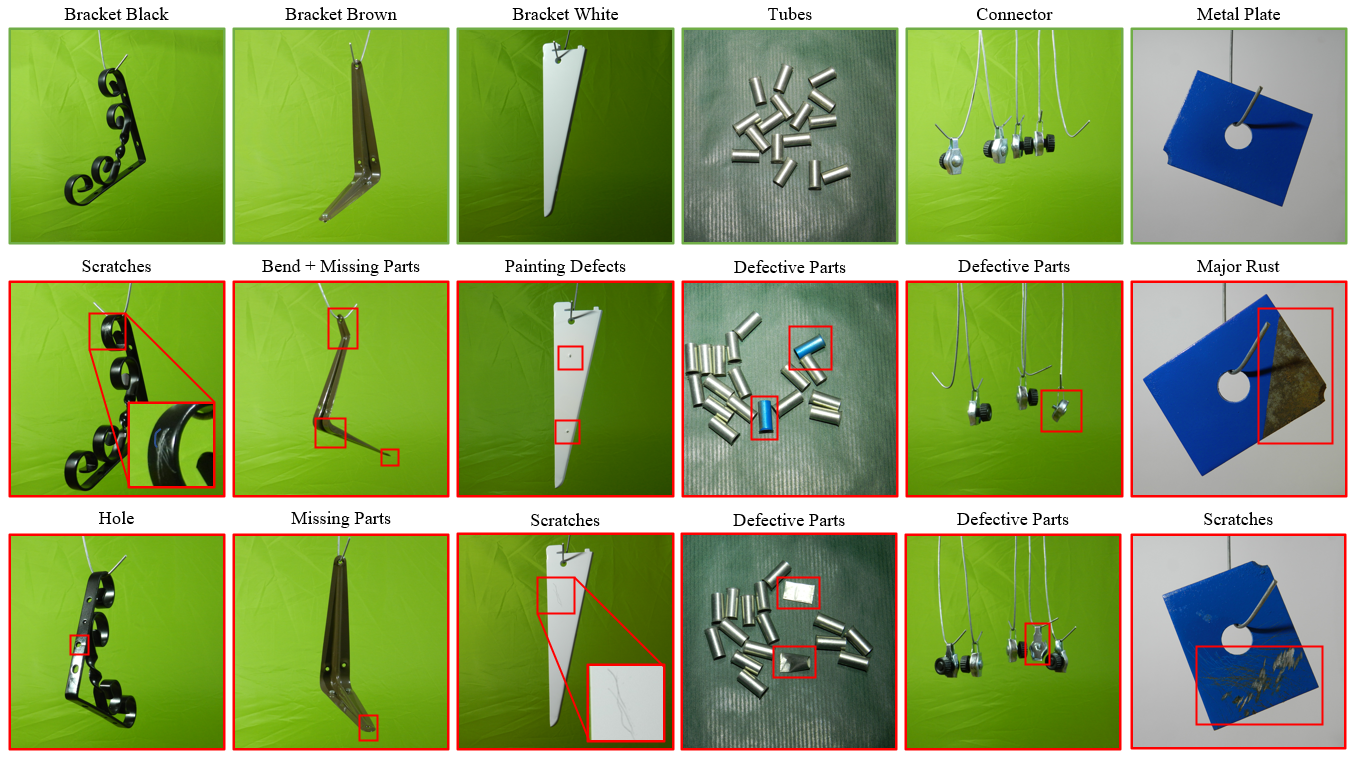 Bracket Black
Bracket Brown
Bracket White
Tubes
Connector
Metal Plate
Scratches
Bend + Missing Parts
Painting Defects
Defective Parts
Defective Parts
Major Rust
Hole
Missing Parts
Scratches
Defective Parts
Defective Parts
Scratches